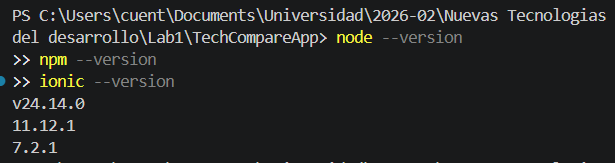 PS C:\Users\cuent\Documents\Universidad\2026-02\Nuevas Tecnologias
del desarrollo\Lab1\TechCompareApp> node --version
>> npm --version
>> ionic --version
v24.14.0
11.12.1
7.2.1